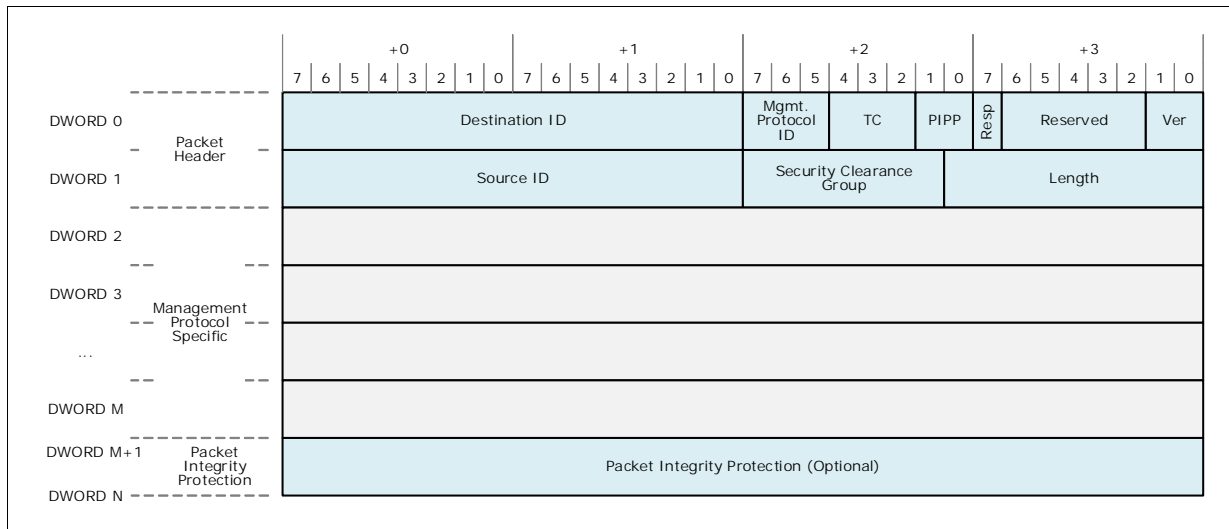 +0 +1 +2 +3
7 6 5 4 3 2 1 0 7 6 5 4 3 2 1 0 7 6 5 4 3 2 1 0 7 6 5 4 3 2 1 0
DWORD 0
Packet
Header
Destination ID
Mgmt.
Protocol
ID
TC
PIPP
Resp
Reserved
Ver
DWORD 1
Source ID
Security Clearance
Group
Length
DWORD 2
DWORD 3
Management
Protocol
Specific
...
DWORD M
DWORD M+1
Packet
Integrity
Protection
Packet Integrity Protection (Optional)
DWORD N